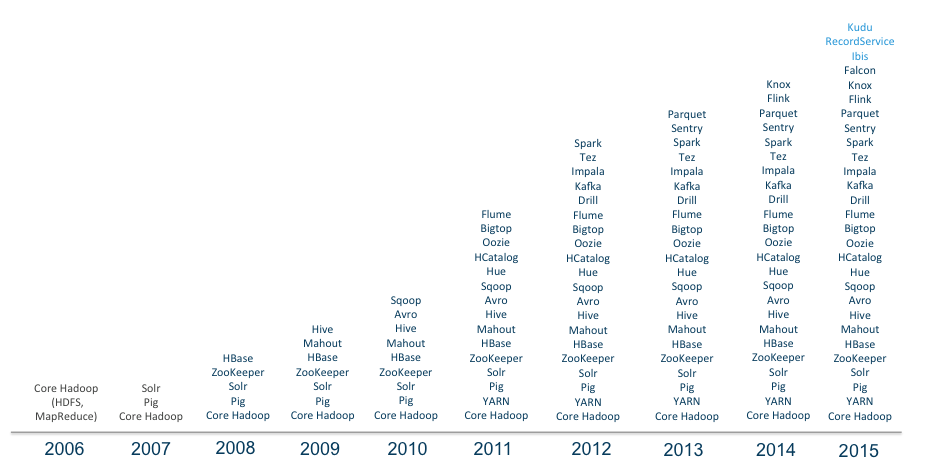 Core Hadoop
(HDFS,
MapReduce)
2006
Solr
Pig
Core Hadoop
2007
HBase
ZooKeeper
Solr
Pig
Core Hadoop
2008
Hive
Mahout
HBase
ZooKeeper
Solr
Pig
Core Hadoop
2009
Sqoop
Avro
Hive
Mahout
HBase
ZooKeeper
Solr
Pig
Core Hadoop
2010
Flume
Bigtop
Oozie
HCatalog
Hue
Sqoop
Avro
Hive
Mahout
HBase
ZooKeeper
Solr
Pig
YARN
Core Hadoop
2011
Spark
Tez
Impala
Kafka
Drill
Flume
Bigtop
Oozie
HCatalog
Hue
Sqoop
Avro
Hive
Mahout
HBase
ZooKeeper
Solr
Pig
YARN
Core Hadoop
2012
Parquet
Sentry
Spark
Tez
Impala
Kafka
Drill
Flume
Bigtop
Oozie
HCatalog
Hue
Sqoop
Avro
Hive
Mahout
HBase
ZooKeeper
Solr
Pig
YARN
Core Hadoop
2013
Knox
Flink
Parquet
Sentry
Spark
Tez
Impala
Kafka
Drill
Flume
Bigtop
Oozie
HCatalog
Hue
Sqoop
Avro
Hive
Mahout
HBase
ZooKeeper
Solr
Pig
YARN
Core Hadoop
2014
Kudu
RecordService
Ibis
Falcon
Knox
Flink
Parquet
Sentry
Spark
Tez
Impala
Kafka
Drill
Flume
Bigtop
Oozie
HCatalog
Hue
Sqoop
Avro
Hive
Mahout
HBase
ZooKeeper
Solr
Pig
YARN
Core Hadoop
2015